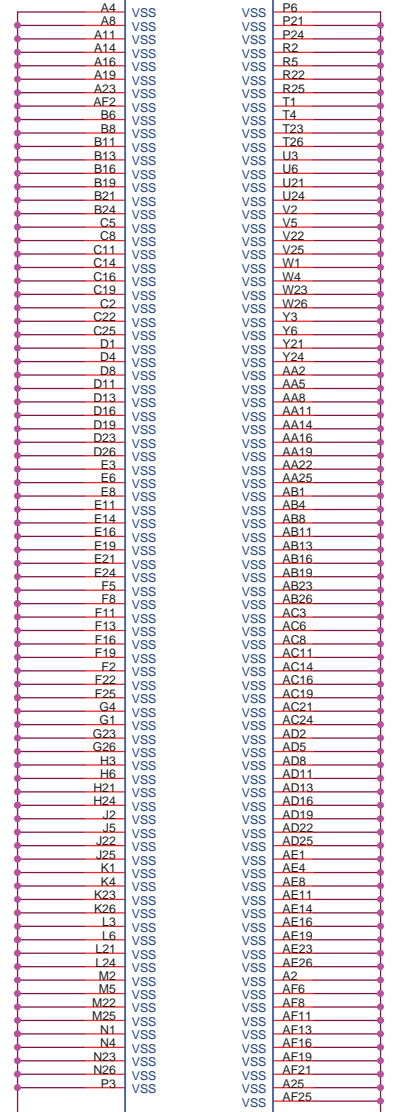 A4 VSS VSS P6
A8 VSS VSS P21
A11 VSS VSS P24
A14 VSS VSS R2
A16 VSS VSS R5
A19 VSS VSS R22
A23 VSS VSS R25
AF2 VSS VSS T1
B6 VSS VSS T4
B8 VSS VSS T23
B11 VSS VSS T26
B13 VSS VSS U3
B16 VSS VSS U6
B19 VSS VSS U21
B21 VSS VSS U24
B24 VSS VSS V2
C5 VSS VSS V5
C8 VSS VSS V22
C11 VSS VSS V25
C14 VSS VSS W1
C16 VSS VSS W4
C19 VSS VSS W23
C2 VSS VSS W26
C22 VSS VSS Y3
C25 VSS VSS Y6
D1 VSS VSS Y21
D4 VSS VSS Y24
D8 VSS VSS AA2
D11 VSS VSS AA5
D13 VSS VSS AA8
D16 VSS VSS AA11
D19 VSS VSS AA14
D23 VSS VSS AA16
D26 VSS VSS AA19
E3 VSS VSS AA22
E6 VSS VSS AA25
E8 VSS VSS AB1
E11 VSS VSS AB4
E14 VSS VSS AB8
E16 VSS VSS AB11
E19 VSS VSS AB13
E21 VSS VSS AB16
E24 VSS VSS AB19
F5 VSS VSS AB23
F8 VSS VSS AB26
F11 VSS VSS AC3
F13 VSS VSS AC6
F16 VSS VSS AC8
F19 VSS VSS AC11
F2 VSS VSS AC14
F22 VSS VSS AC16
F25 VSS VSS AC19
G4 VSS VSS AC21
G1 VSS VSS AC24
G23 VSS VSS AD2
G26 VSS VSS AD5
H3 VSS VSS AD8
H6 VSS VSS AD11
H21 VSS VSS AD13
H24 VSS VSS AD16
J2 VSS VSS AD19
J5 VSS VSS AD22
J22 VSS VSS AD25
J25 VSS VSS AE1
K1 VSS VSS AE4
K4 VSS VSS AE8
K23 VSS VSS AE11
K26 VSS VSS AE14
L3 VSS VSS AE16
L6 VSS VSS AE19
L21 VSS VSS AE23
L24 VSS VSS AE26
M2 VSS VSS A2
M5 VSS VSS AF6
M22 VSS VSS AF8
M25 VSS VSS AF11
N1 VSS VSS AF13
N4 VSS VSS AF16
N23 VSS VSS AF19
N26 VSS VSS AF21
P3 VSS VSS A25
VSS AF25